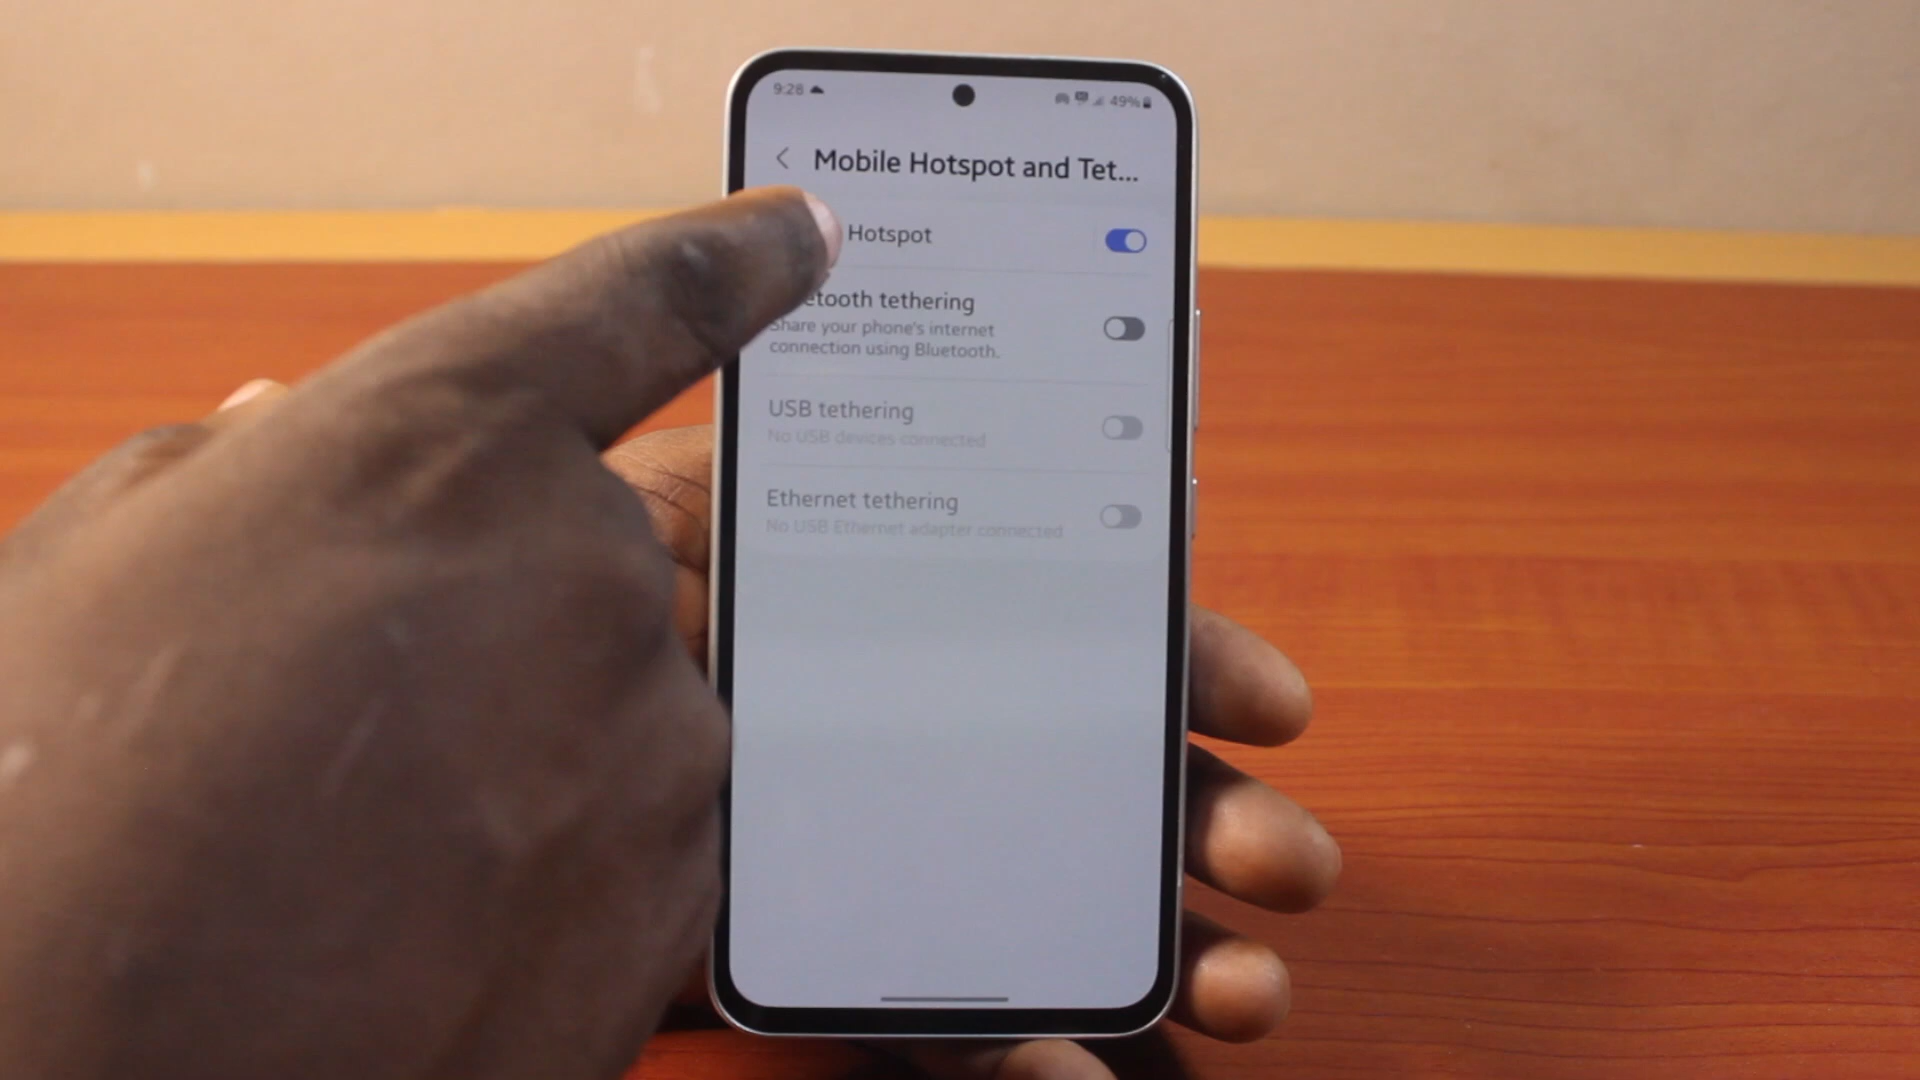 9:28 49%
Mobile Hotspot and Tet...
Hotspot
etooth tethering
Share your phone's internet
connection using Bluetooth.
USB tethering
No USB devices connected
Ethernet tethering
No USB Ethernet adapter connected